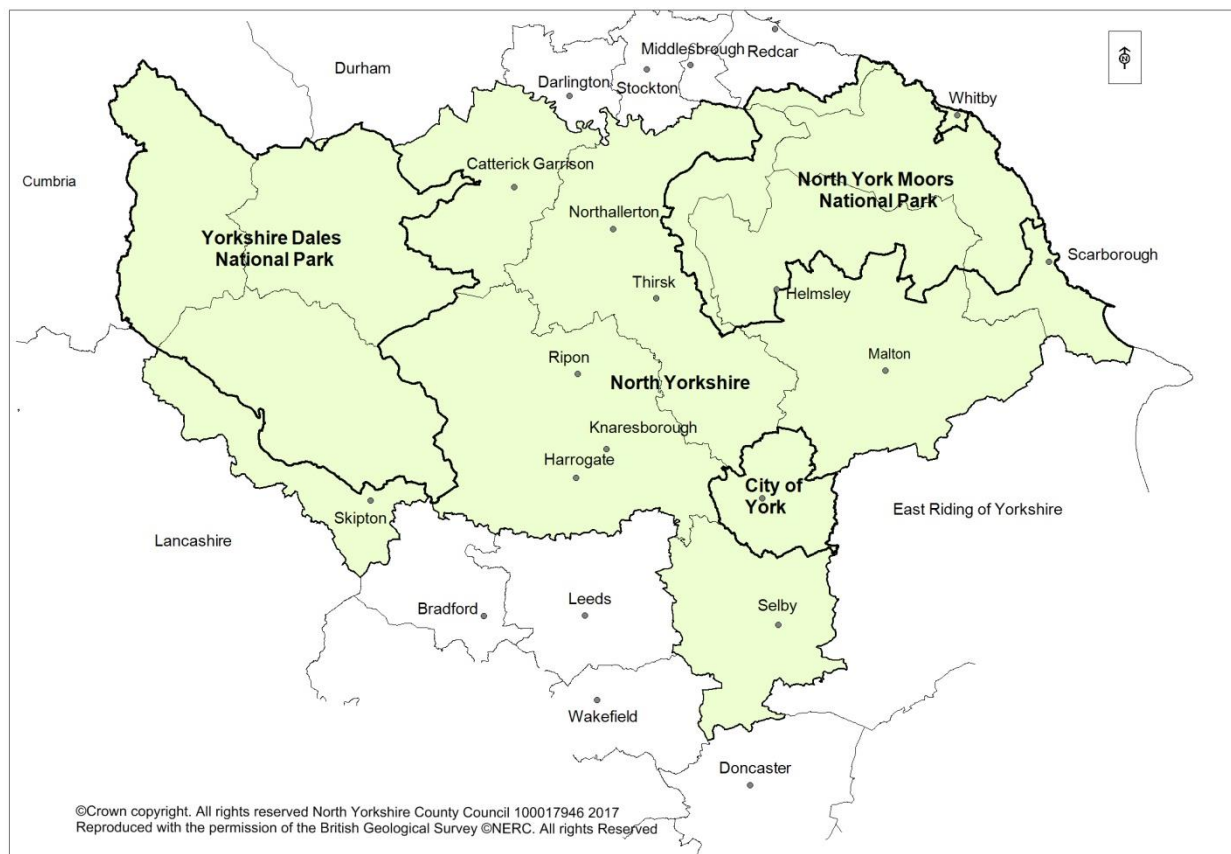 Durham
Middlesbrough
Redcar
Darlington
Stockton
N
Whitby
Catterick Garrison
Cumbria
North York Moors
National Park
Northallerton
Yorkshire Dales
National Park
Scarborough
Thirsk
Helmsley
Ripon
Malton
North Yorkshire
Knaresborough
Harrogate
City of
York
Skipton
East Riding of Yorkshire
Lancashire
Bradford
Leeds
Selby
Wakefield
Doncaster
©Crown copyright. All rights reserved North Yorkshire County Council 100017946 2017
Reproduced with the permission of the British Geological Survey ©NERC. All rights Reserved